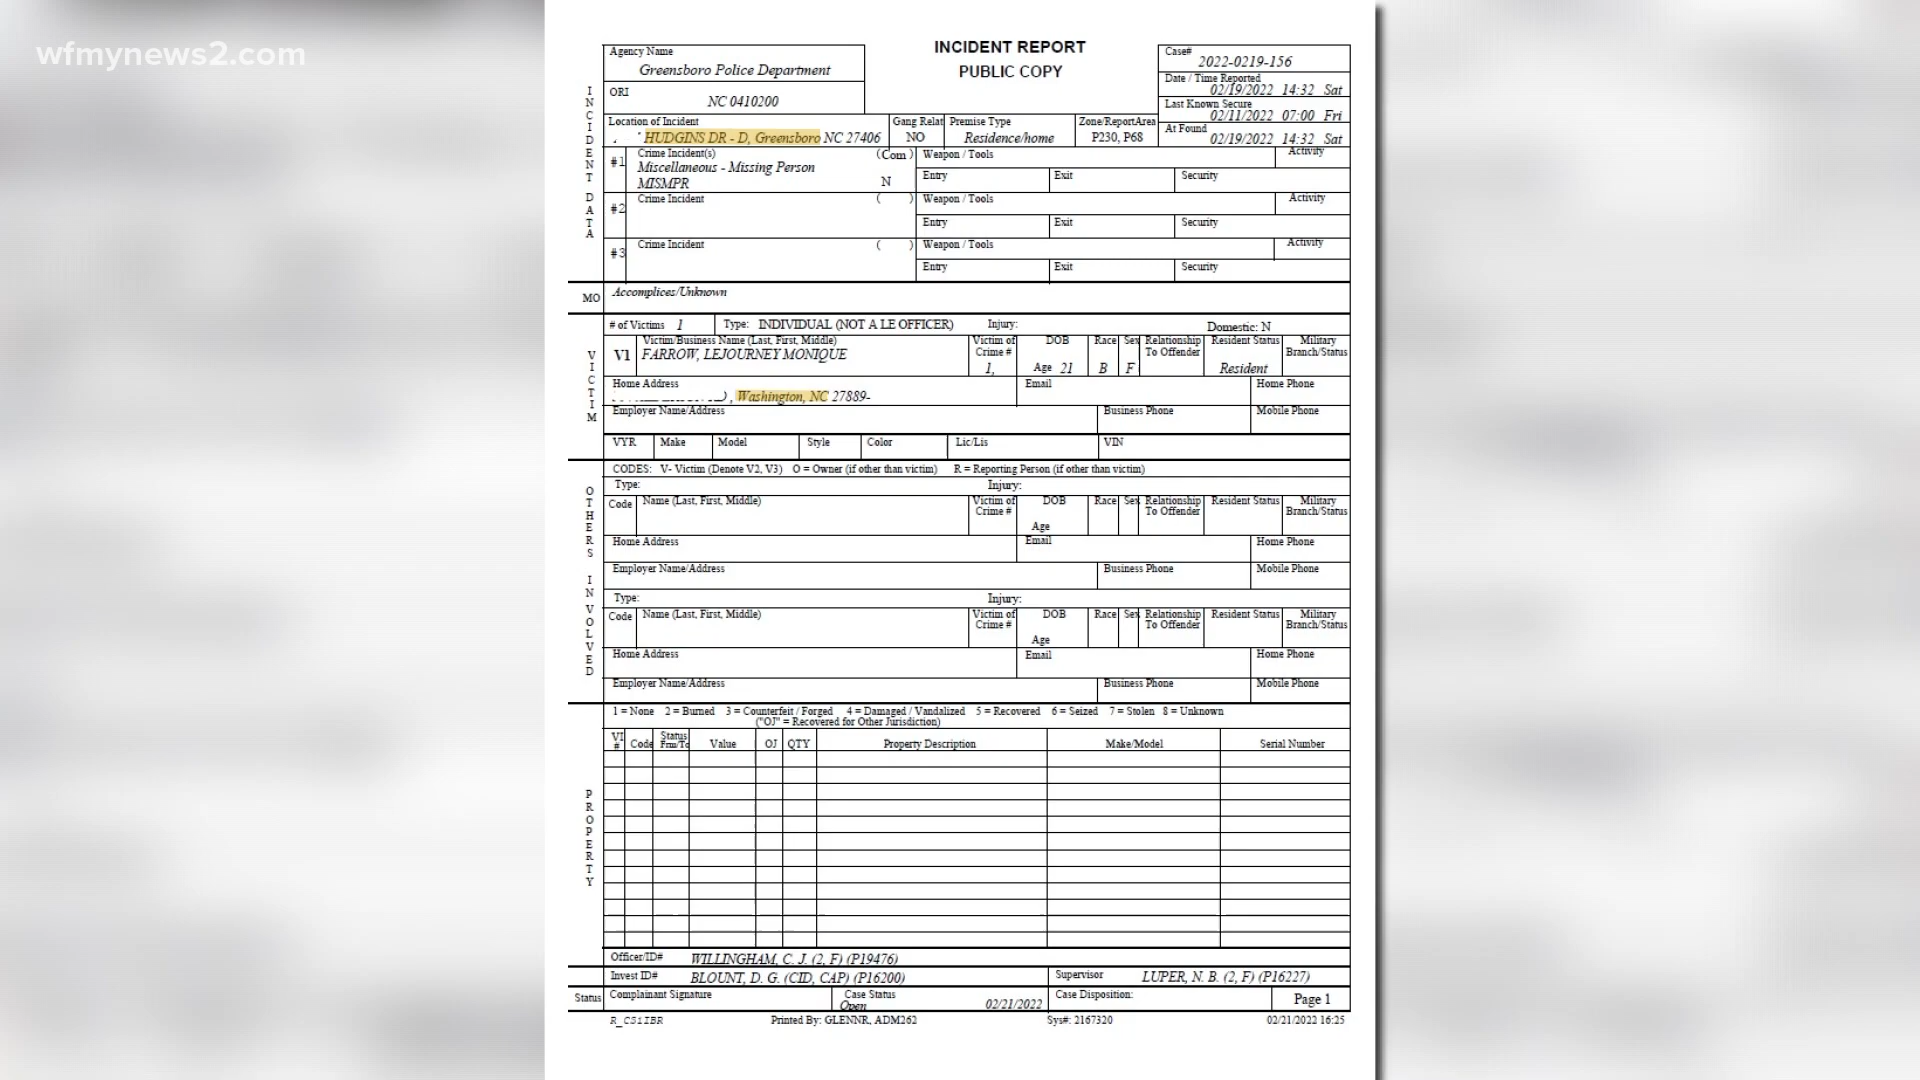 wfmynews2.com
INCIDENT REPORT
PUBLIC COPY
Agency Name
Greensboro Police Department
ORI
NC 0410200
Case#
2022-0219-156
Date / Time Reported
02/19/2022 14:32 Sat
Last Known Secure
02/11/2022 07:00 Fri
At Found
02/19/2022 14:32 Sat
INCIDENT DATA
Location of Incident
HUDGINS DR - D, Greensboro NC 27406
Gang Relat
NO
Premise Type
Residence/home
Zone/ReportArea
P230, P68
#1
Crime Incident(s)
(Com )
Miscellaneous - Missing Person
MISMPR
N
Weapon / Tools
Activity
Entry
Exit
Security
#2
Crime Incident
( )
Weapon / Tools
Activity
Entry
Exit
Security
#3
Crime Incident
( )
Weapon / Tools
Activity
Entry
Exit
Security
MO
Accomplices/Unknown
VICTIM
# of Victims 1
Type: INDIVIDUAL (NOT A LE OFFICER)
Injury:
Domestic: N
V1
Victim/Business Name (Last, First, Middle)
FARROW, LEJOURNEY MONIQUE
Victim of
Crime #
1,
DOB
Age 21
Race
B
Sex
F
Relationship
To Offender
Resident Status
Resident
Military
Branch/Status
Home Address
, Washington, NC 27889-
Email
Home Phone
Employer Name/Address
Business Phone
Mobile Phone
VYR
Make
Model
Style
Color
Lic/Lis
VIN
OTHERS INVOLVED
CODES: V- Victim (Denote V2, V3) O = Owner (if other than victim) R = Reporting Person (if other than victim)
Type:
Injury:
Code
Name (Last, First, Middle)
Victim of
Crime #
DOB
Age
Race
Sex
Relationship
To Offender
Resident Status
Military
Branch/Status
Home Address
Email
Home Phone
Employer Name/Address
Business Phone
Mobile Phone
Type:
Injury:
Code
Name (Last, First, Middle)
Victim of
Crime #
DOB
Age
Race
Sex
Relationship
To Offender
Resident Status
Military
Branch/Status
Home Address
Email
Home Phone
Employer Name/Address
Business Phone
Mobile Phone
PROPERTY
1 = None 2 = Burned 3 = Counterfeit / Forged 4 = Damaged / Vandalized 5 = Recovered 6 = Seized 7 = Stolen 8 = Unknown
("OJ" = Recovered for Other Jurisdiction)
VI
#
Code
Status
Frm/To
Value
OJ
QTY
Property Description
Make/Model
Serial Number
Officer/ID#
WILLINGHAM, C. J. (2, F) (P19476)
Invest ID#
BLOUNT, D. G. (CID, CAP) (P16200)
Supervisor
LUPER, N. B. (2, F) (P16227)
Status
Complainant Signature
Case Status
Open
02/21/2022
Case Disposition:
Page 1
R_CS1IBR
Printed By: GLENNR, ADM262
Sys#: 2167320
02/21/2022 16:25